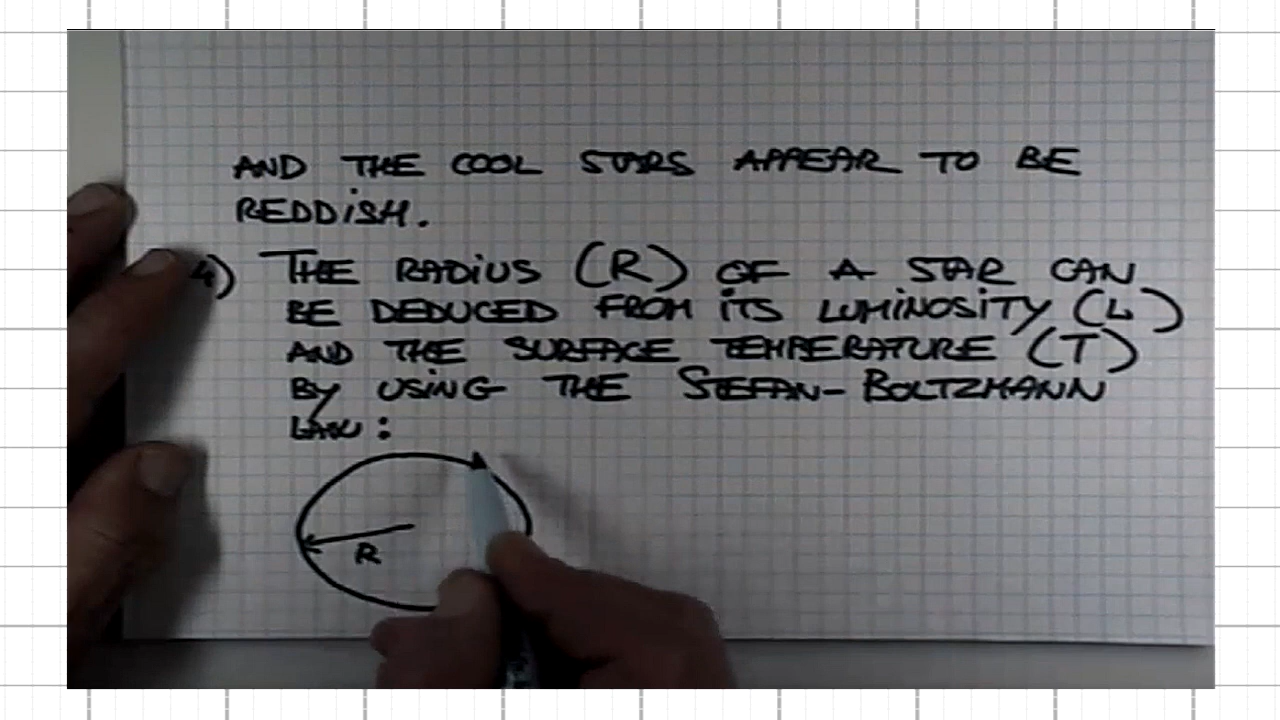 AND THE COOL STARS APPEAR TO BE
REDDiSH.
4) THE RADiUS (R) OF A STAR CAN
BE DEDUCED FROM iTS LUMiNOSiTY (L)
AND THE SURFACE TEMPERATURE (T)
BY USiNG THE STEFAN-BOLTZMANN
LAW:
R